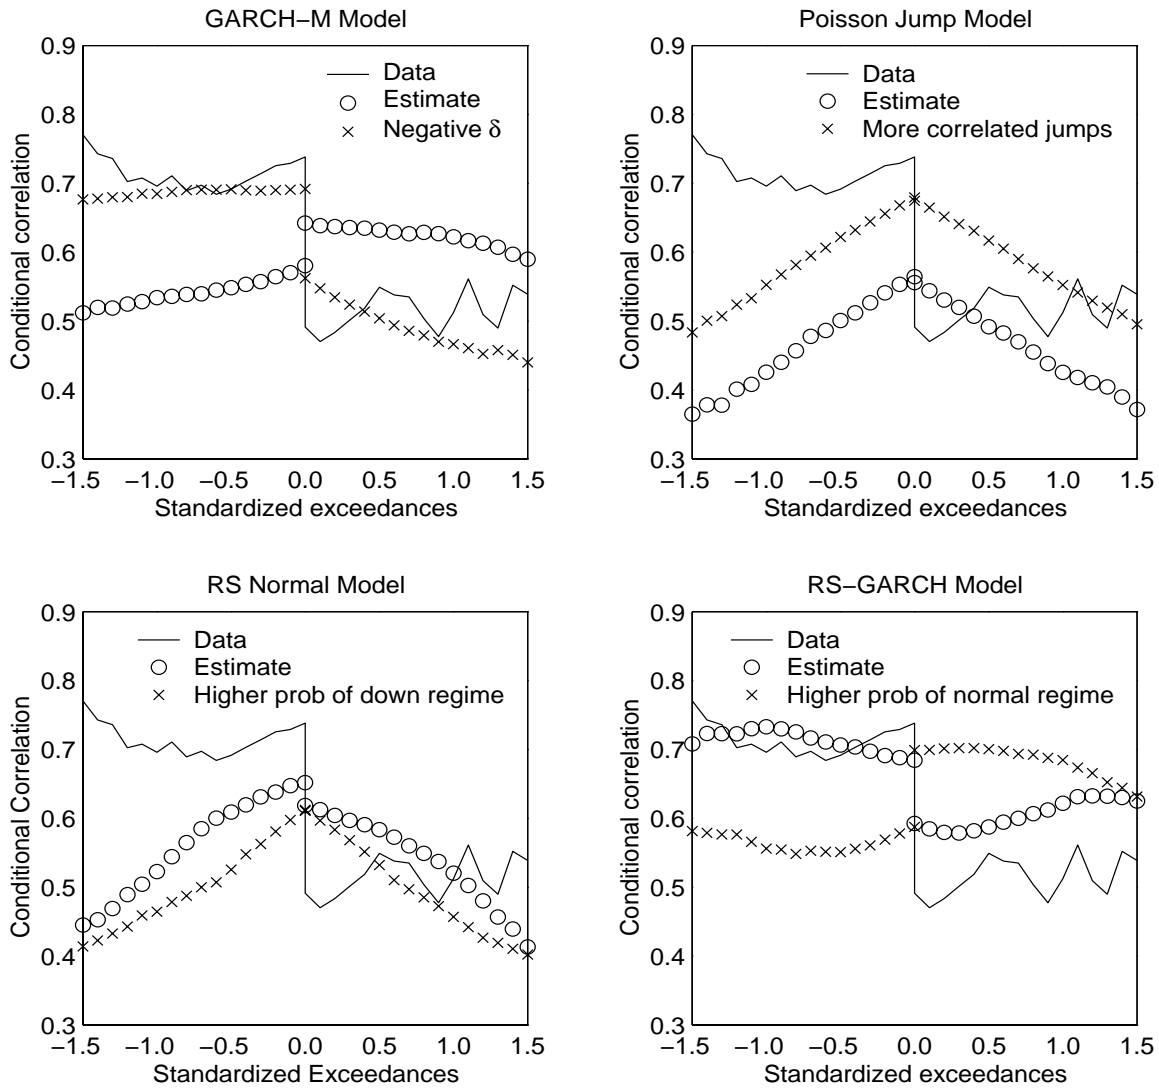 GARCH−M Model
0.9
0.8
0.7
0.6
0.5
0.4
0.3
Conditional correlation
Data
Estimate
Negative δ
−1.5 −1.0 −0.5 0.0 0.5 1.0 1.5
Standardized exceedances
Poisson Jump Model
0.9
0.8
0.7
0.6
0.5
0.4
0.3
Conditional correlation
Data
Estimate
More correlated jumps
−1.5 −1.0 −0.5 0.0 0.5 1.0 1.5
Standardized exceedances
RS Normal Model
0.9
0.8
0.7
0.6
0.5
0.4
0.3
Conditional Correlation
Data
Estimate
Higher prob of down regime
−1.5 −1.0 −0.5 0.0 0.5 1.0 1.5
Standardized Exceedances
RS−GARCH Model
0.9
0.8
0.7
0.6
0.5
0.4
0.3
Conditional correlation
Data
Estimate
Higher prob of normal regime
−1.5 −1.0 −0.5 0.0 0.5 1.0 1.5
Standardized Exceedances